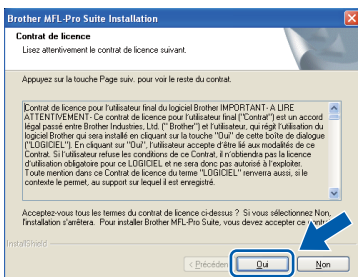 Brother MFL-Pro Suite Installation
Contrat de licence
Lisez attentivement le contrat de licence suivant.
Appuyez sur la touche Page suiv. pour voir le reste du contrat.
Contrat de licence pour l'utilisateur final du logiciel Brother IMPORTANT- A LIRE
ATTENTIVEMENT- Ce contrat de licence pour l'utilisateur final ("Contrat") est un accord
légal passé entre Brother Industries, Ltd. (" Brother") et l'utilisateur, qui régit l'utilisation du
logiciel Brother qui sera installé en cliquant sur la touche "Oui" de cette boîte de dialogue
("LOGICIEL"). En cliquant sur "Oui", l'utilisateur accepte d'être lié aux modalités de ce
Contrat. Si l'utilisateur refuse les conditions de ce Contrat, il n'obtiendra pas la licence
d'utilisation obligatoire pour ce LOGICIEL et ne sera donc pas autorisé à l'exploiter.
Toute mention dans ce Contrat de licence du terme "LOGICIEL" renverra aussi, si le
contexte le permet, au support sur lequel il est enregistré.
Acceptez-vous tous les termes du contrat de licence ci-dessus ? Si vous sélectionnez Non,
l'installation s'arrêtera. Pour installer Brother MFL-Pro Suite, vous devez accepter ce
InstallShield
< Précéden Oui Non